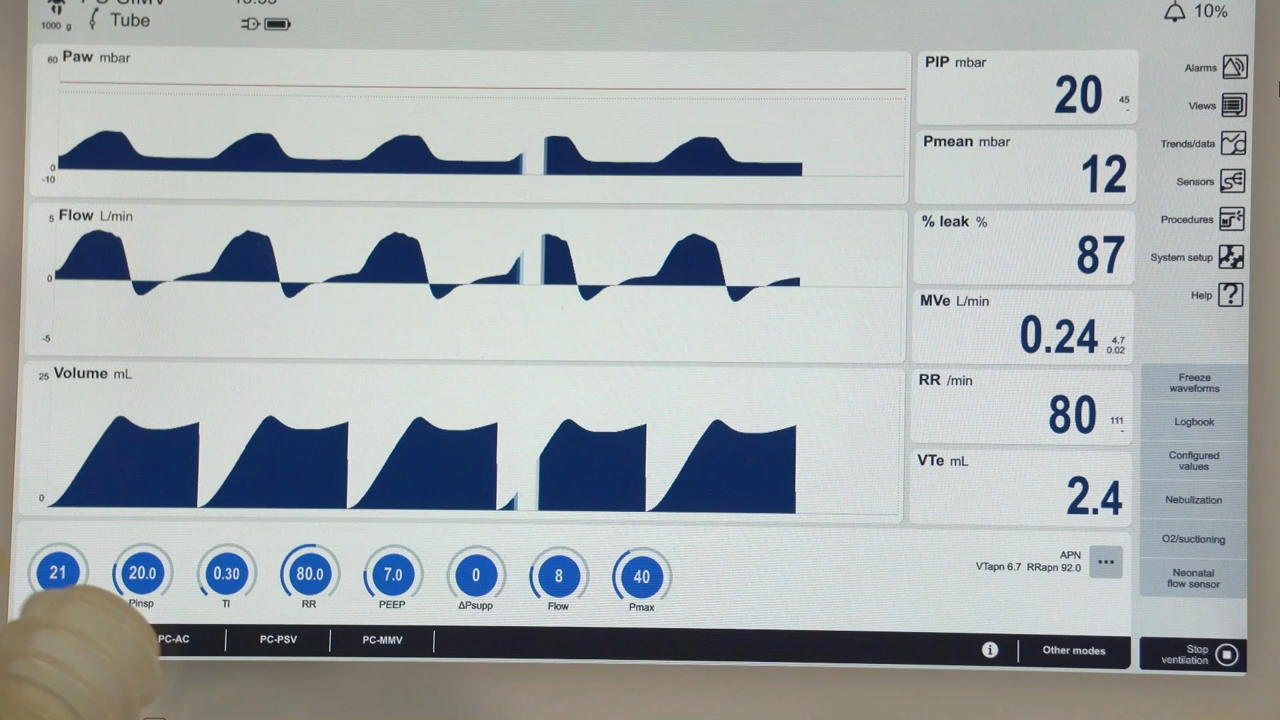 1000 g
Tube
10%
60 Paw mbar
0
-10
5 Flow L/min
0
-5
25 Volume mL
0
PIP mbar
20 45
-
Pmean mbar
12
% leak %
87
MVe L/min
0.24 4.7
0.02
RR /min
80 111
-
VTe mL
2.4
Alarms
Views
Trends/data
Sensors
Procedures
System setup
Help ?
Freeze
waveforms
Logbook
Configured
values
Nebulization
O2/suctioning
Neonatal
flow sensor
21 20.0 0.30 80.0 7.0 0 8 40
Pinsp TI RR PEEP ΔPsupp Flow Pmax
APN
VTapn 6.7 RRapn 92.0
PC-AC PC-PSV PC-MMV
i Other modes
Stop
ventilation